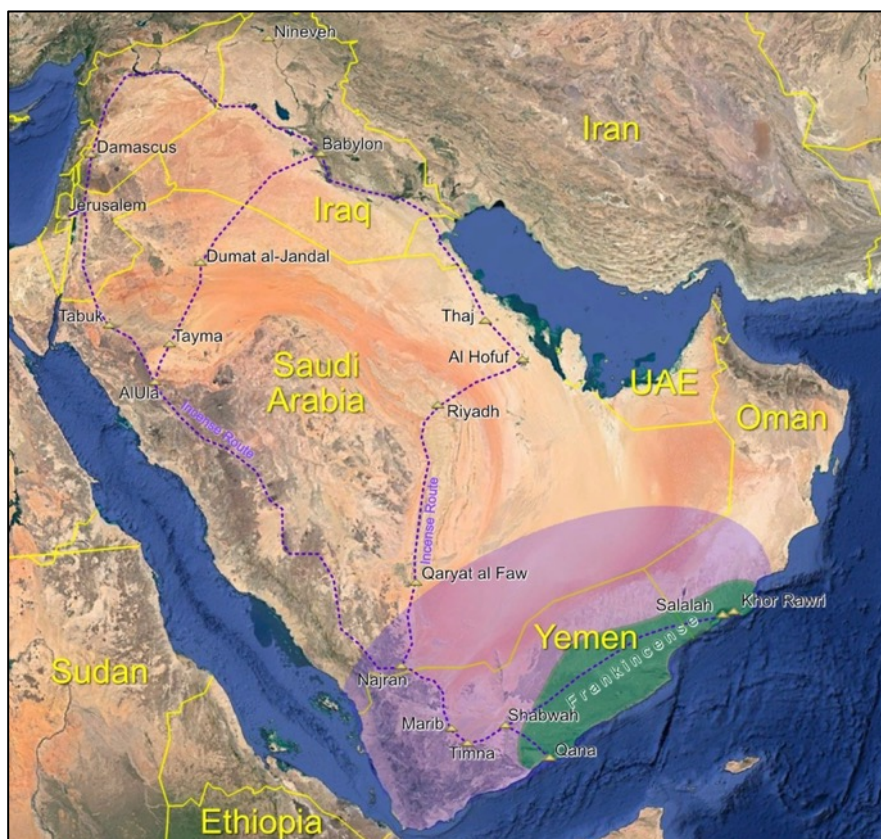 Nineveh
Iran
Damascus
Babylon
Jerusalem
Iraq
Dumat al-Jandal
Tabuk
Tayma
Thaj
Al Hofuf
Saudi
Arabia
UAE
AlUla
Riyadh
Oman
Incense Route
Incense Route
Qaryat al Faw
Salalah
Khor Rawri
Yemen
Frankincense
Sudan
Najran
Marib
Shabwah
Timna
Qana
Ethiopia